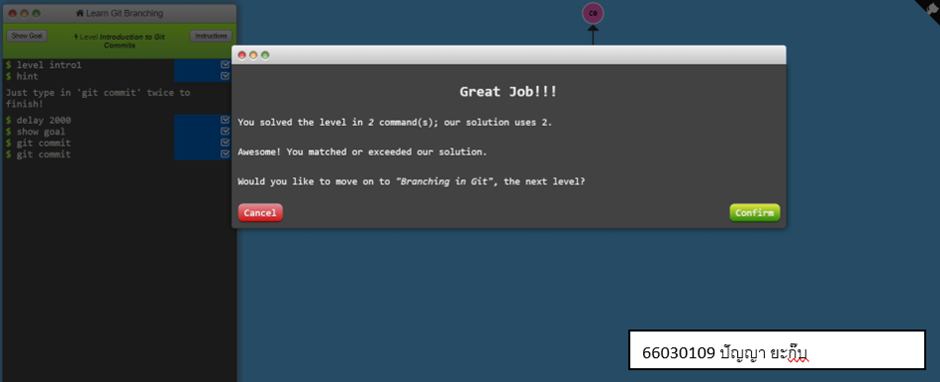 Learn Git Branching
Show Goal
Level Introduction to Git Commits
Instructions
$ level intro1
$ hint
Just type in 'git commit' twice to
finish!
$ delay 2000
$ show goal
$ git commit
$ git commit
C0
Great Job!!!
You solved the level in 2 command(s); our solution uses 2.
Awesome! You matched or exceeded our solution.
Would you like to move on to "Branching in Git", the next level?
Cancel
Confirm
66030109 ปัญญา ยะกี๊บ